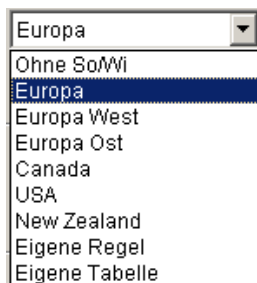 Europa
Ohne So/Wi
Europa
Europa West
Europa Ost
Canada
USA
New Zealand
Eigene Regel
Eigene Tabelle